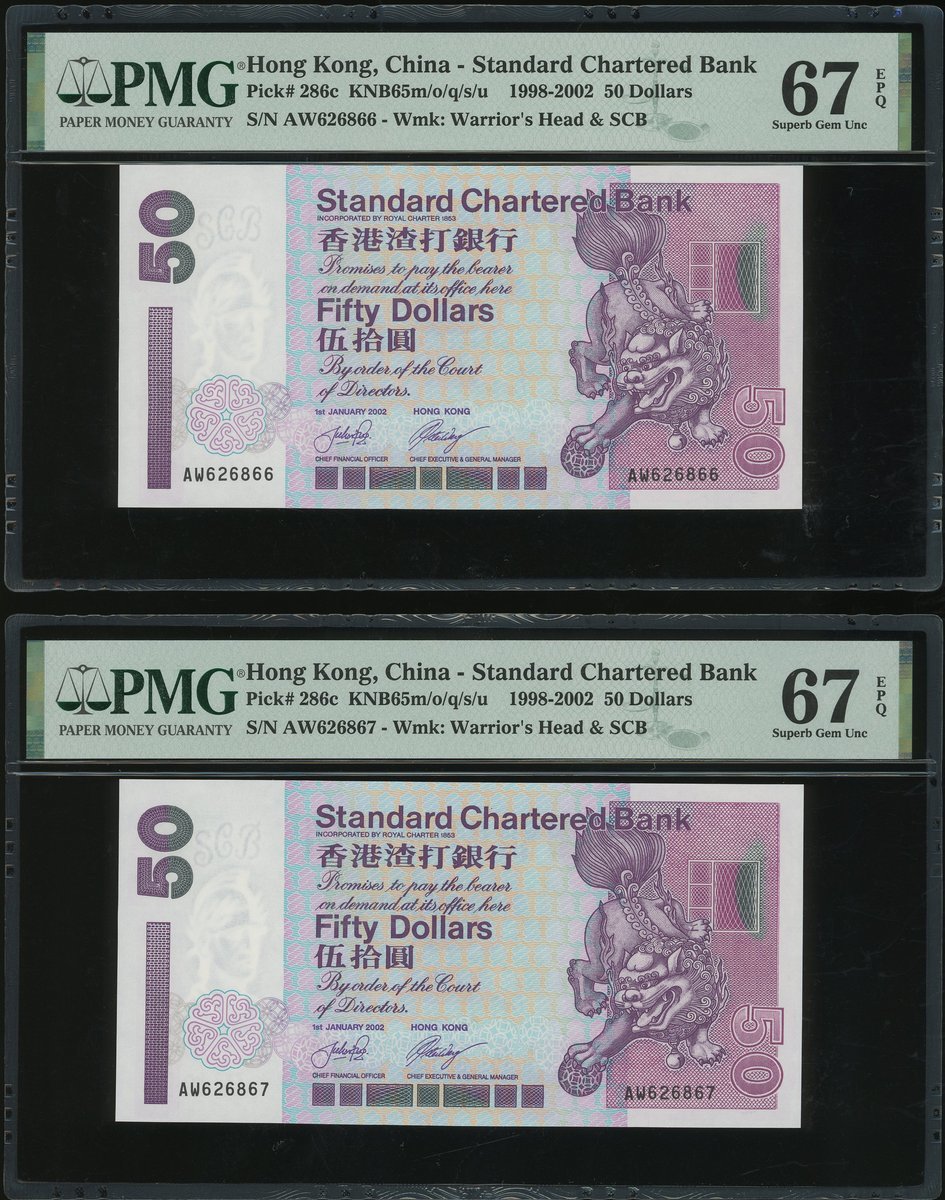 PMG® Hong Kong, China - Standard Chartered Bank
PAPER MONEY GUARANTY
Pick# 286c KNB65m/o/q/s/u 1998-2002 50 Dollars
S/N AW626866 - Wmk: Warrior's Head & SCB
67 EPQ
Superb Gem Unc
50
SCB
Standard Chartered Bank
INCORPORATED BY ROYAL CHARTER 1853
香港渣打銀行
Promises to pay the bearer
on demand at its office here
Fifty Dollars
伍拾圓
By order of the Court
of Directors.
1st JANUARY 2002 HONG KONG
CHIEF FINANCIAL OFFICER CHIEF EXECUTIVE & GENERAL MANAGER
AW626866
AW626866
50
PMG® Hong Kong, China - Standard Chartered Bank
PAPER MONEY GUARANTY
Pick# 286c KNB65m/o/q/s/u 1998-2002 50 Dollars
S/N AW626867 - Wmk: Warrior's Head & SCB
67 EPQ
Superb Gem Unc
50
SCB
Standard Chartered Bank
INCORPORATED BY ROYAL CHARTER 1853
香港渣打銀行
Promises to pay the bearer
on demand at its office here
Fifty Dollars
伍拾圓
By order of the Court
of Directors.
1st JANUARY 2002 HONG KONG
CHIEF FINANCIAL OFFICER CHIEF EXECUTIVE & GENERAL MANAGER
AW626867
AW626867
50